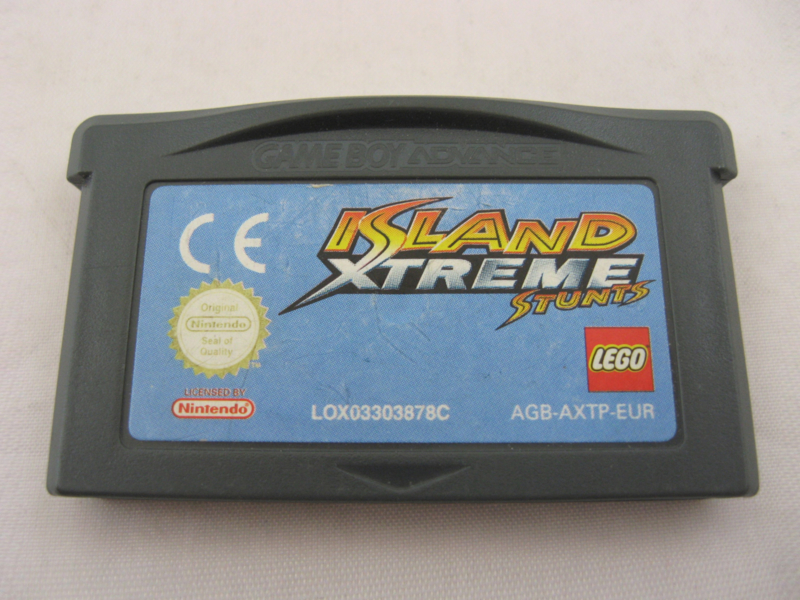 GAME BOY ADVANCE
CE
ISLAND
XTREME
STUNTS
Original
Nintendo
Seal of
Quality
TM
LEGO
LICENSED BY
Nintendo
LOX03303878C
AGB-AXTP-EUR